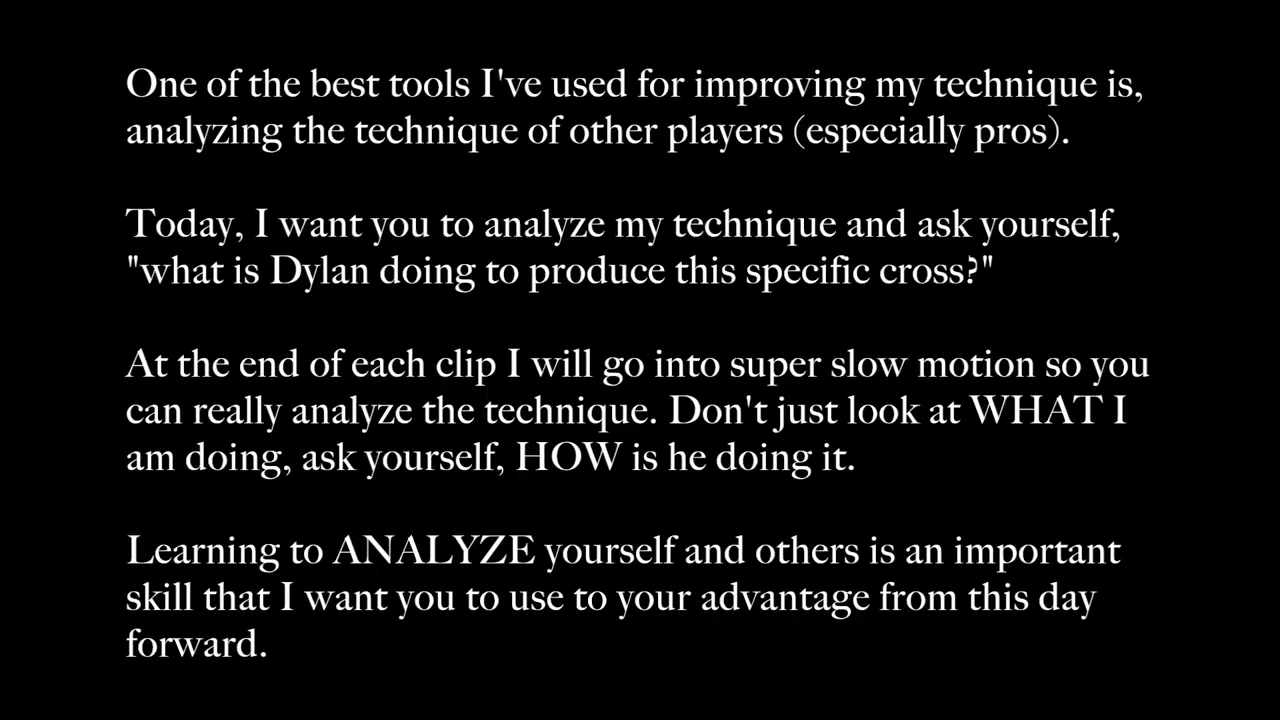 One of the best tools I've used for improving my technique is,
analyzing the technique of other players (especially pros).
Today, I want you to analyze my technique and ask yourself,
"what is Dylan doing to produce this specific cross?"
At the end of each clip I will go into super slow motion so you
can really analyze the technique. Don't just look at WHAT I
am doing, ask yourself, HOW is he doing it.
Learning to ANALYZE yourself and others is an important
skill that I want you to use to your advantage from this day
forward.